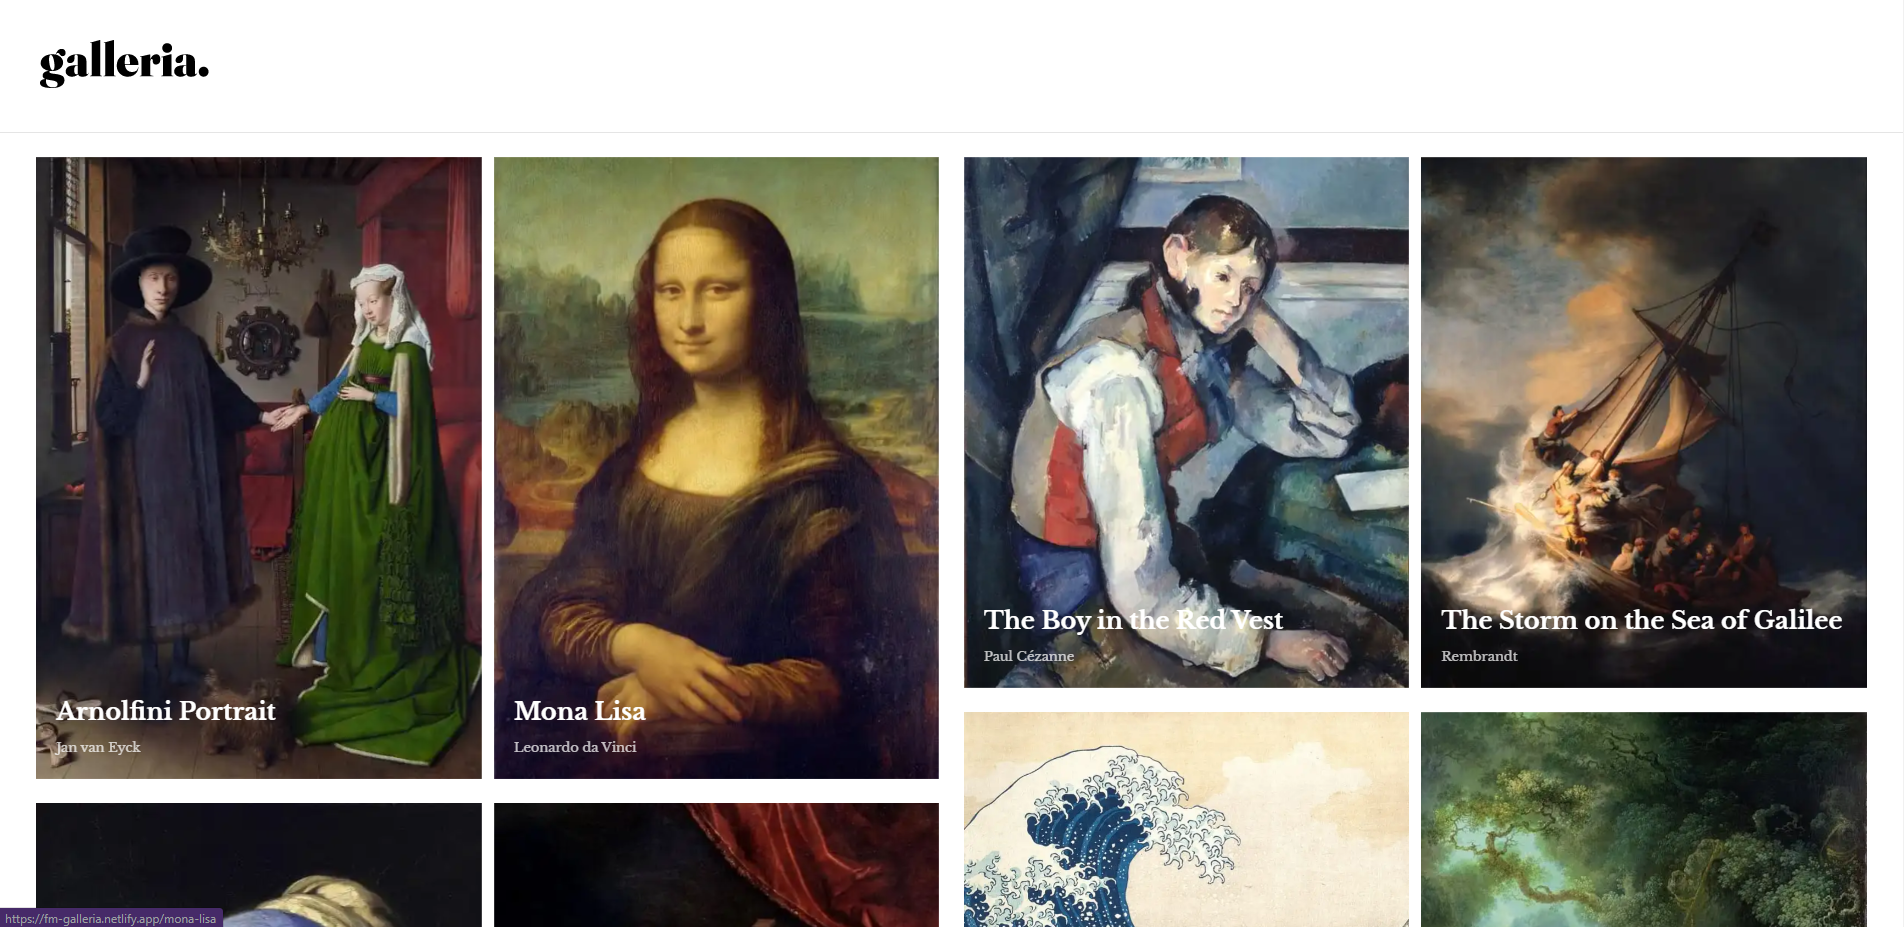 galleria.
Arnolfini Portrait
Jan van Eyck
Mona Lisa
Leonardo da Vinci
The Boy in the Red Vest
Paul Cézanne
The Storm on the Sea of Galilee
Rembrandt
https://fm-galleria.netlify.app/mona-lisa